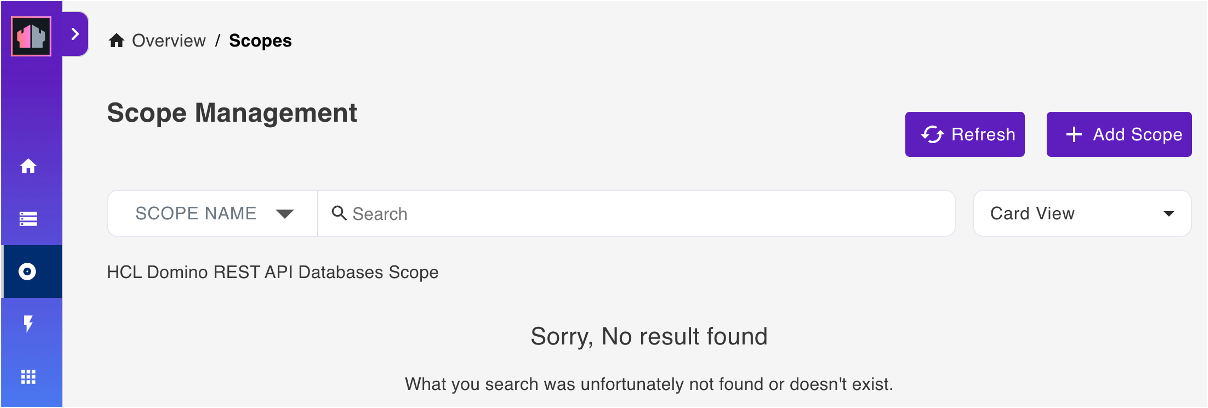 Overview / Scopes
Scope Management
Refresh
Add Scope
SCOPE NAME
Search
Card View
HCL Domino REST API Databases Scope
Sorry, No result found
What you search was unfortunately not found or doesn't exist.